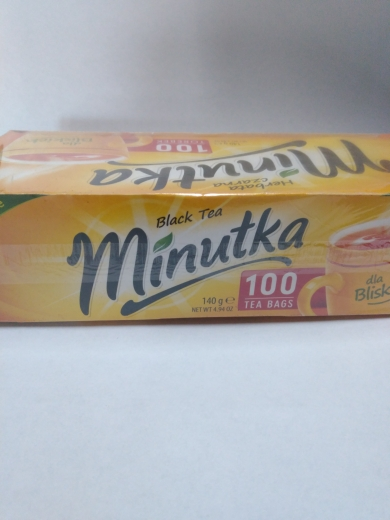 100
Herbata
czarna
Minutka
Black Tea
Minutka
140 g e
NET WT 4.94 OZ
100
TEA BAGS
dla
Blisk